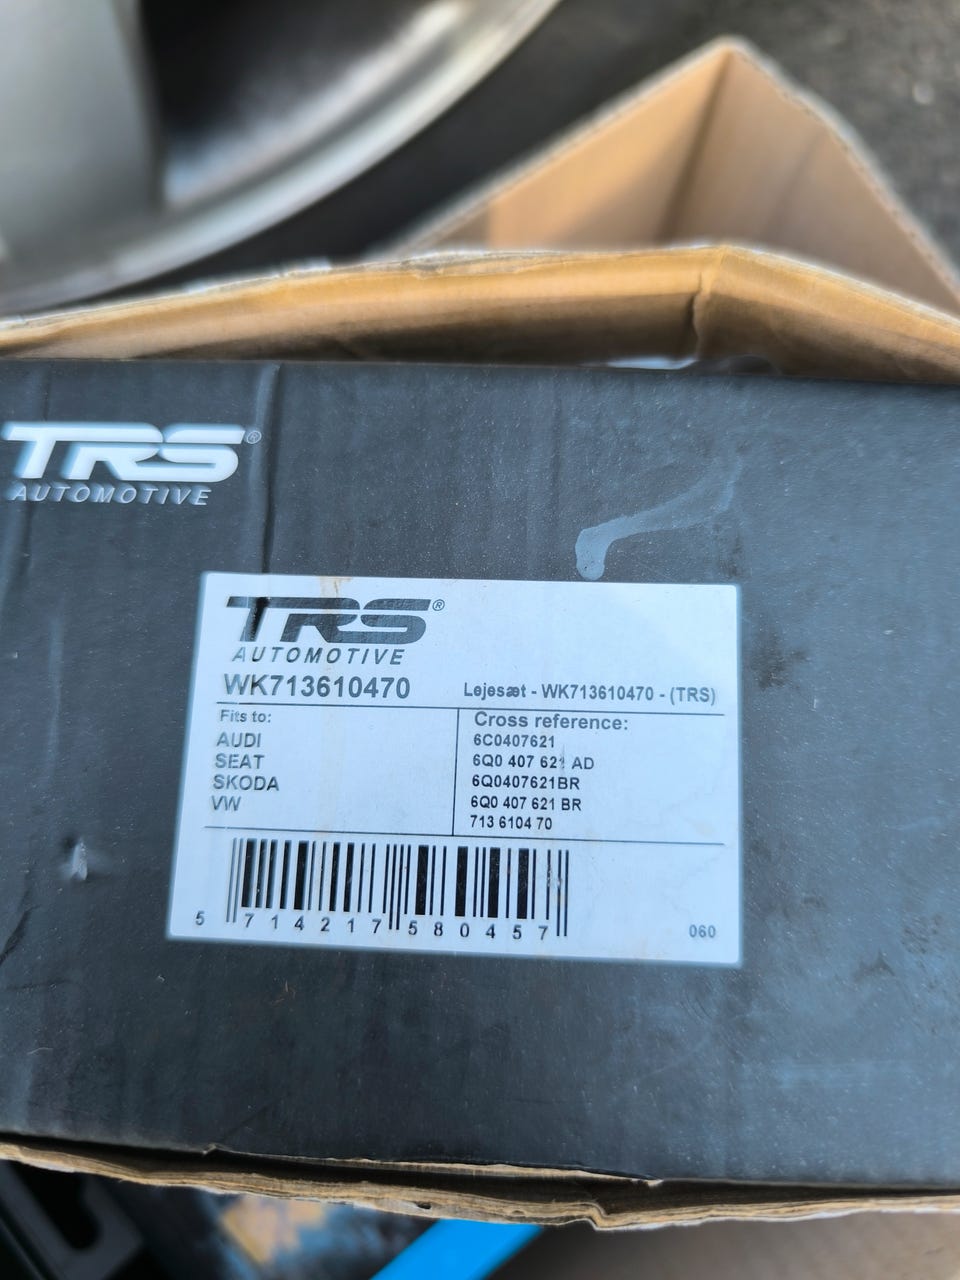 TRS®
AUTOMOTIVE
TRS®
AUTOMOTIVE
WK713610470
Lejesæt - WK713610470 - (TRS)
Fits to:
AUDI
SEAT
SKODA
VW
Cross reference:
6C0407621
6Q0 407 621 AD
6Q0407621BR
6Q0 407 621 BR
713 6104 70
5 714217 580457
060